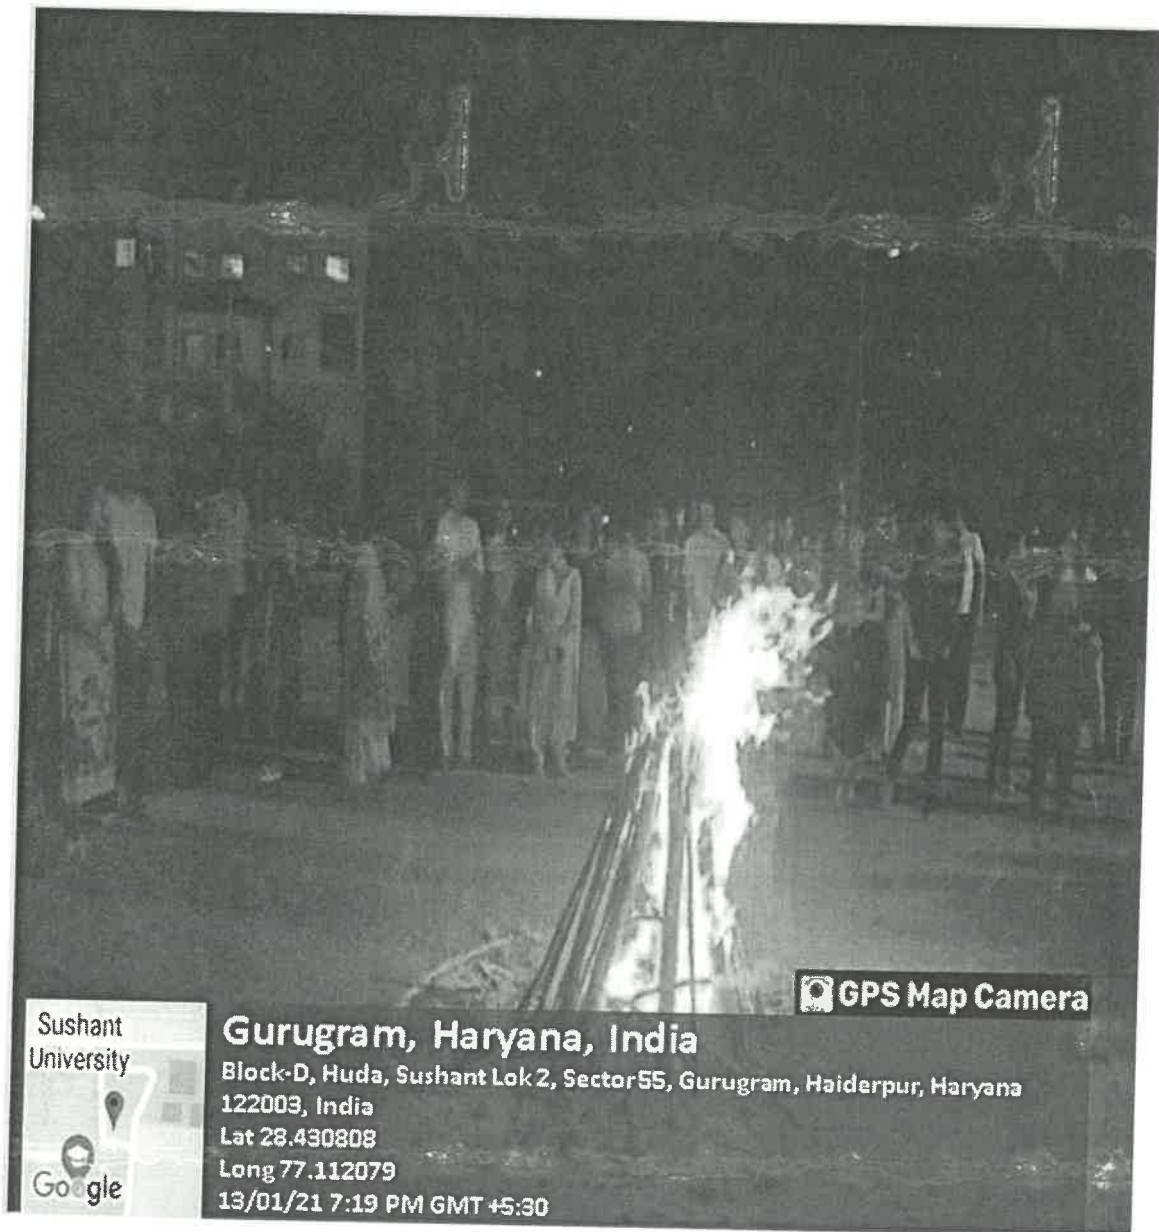 GPS Map Camera
Sushant
University
Google
Gurugram, Haryana, India
Block-D, Huda, Sushant Lok 2, Sector 55, Gurugram, Haiderpur, Haryana
122003, India
Lat 28.430808
Long 77.112079
13/01/21 7:19 PM GMT +5:30